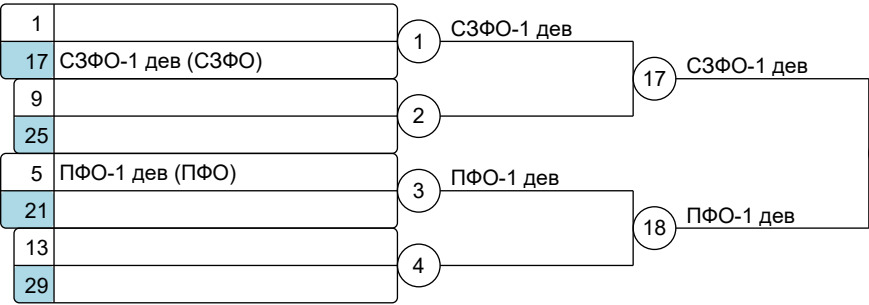 1
17 СЗФО-1 дев (СЗФО)
1 СЗФО-1 дев
9
25
2
17 СЗФО-1 дев
5 ПФО-1 дев (ПФО)
21
3 ПФО-1 дев
13
29
4
18 ПФО-1 дев